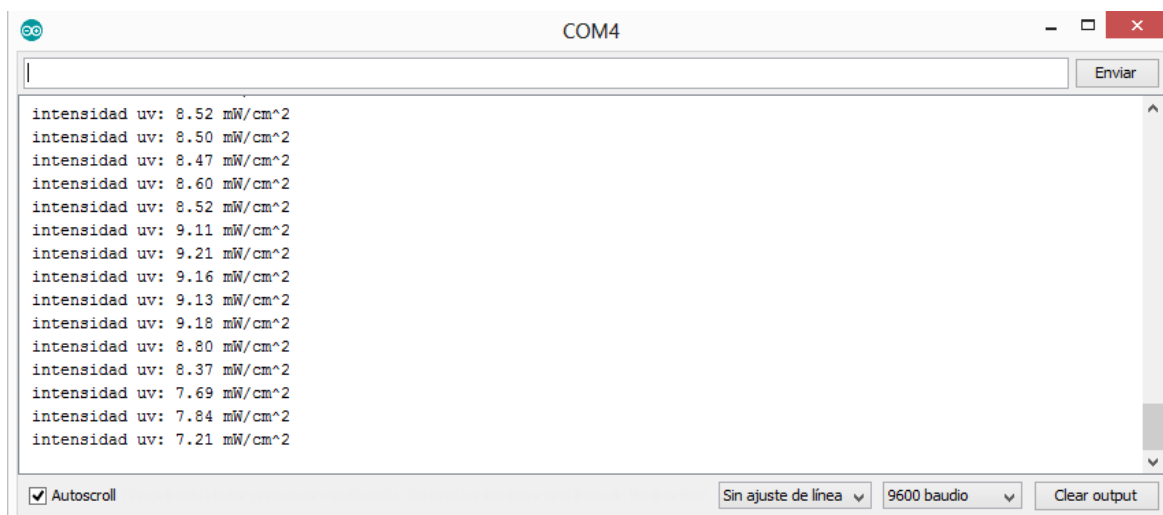 COM4
Enviar
intensidad uv: 8.52 mW/cm^2
intensidad uv: 8.50 mW/cm^2
intensidad uv: 8.47 mW/cm^2
intensidad uv: 8.60 mW/cm^2
intensidad uv: 8.52 mW/cm^2
intensidad uv: 9.11 mW/cm^2
intensidad uv: 9.21 mW/cm^2
intensidad uv: 9.16 mW/cm^2
intensidad uv: 9.13 mW/cm^2
intensidad uv: 9.18 mW/cm^2
intensidad uv: 8.80 mW/cm^2
intensidad uv: 8.37 mW/cm^2
intensidad uv: 7.69 mW/cm^2
intensidad uv: 7.84 mW/cm^2
intensidad uv: 7.21 mW/cm^2
Autoscroll Sin ajuste de línea 9600 baudio Clear output